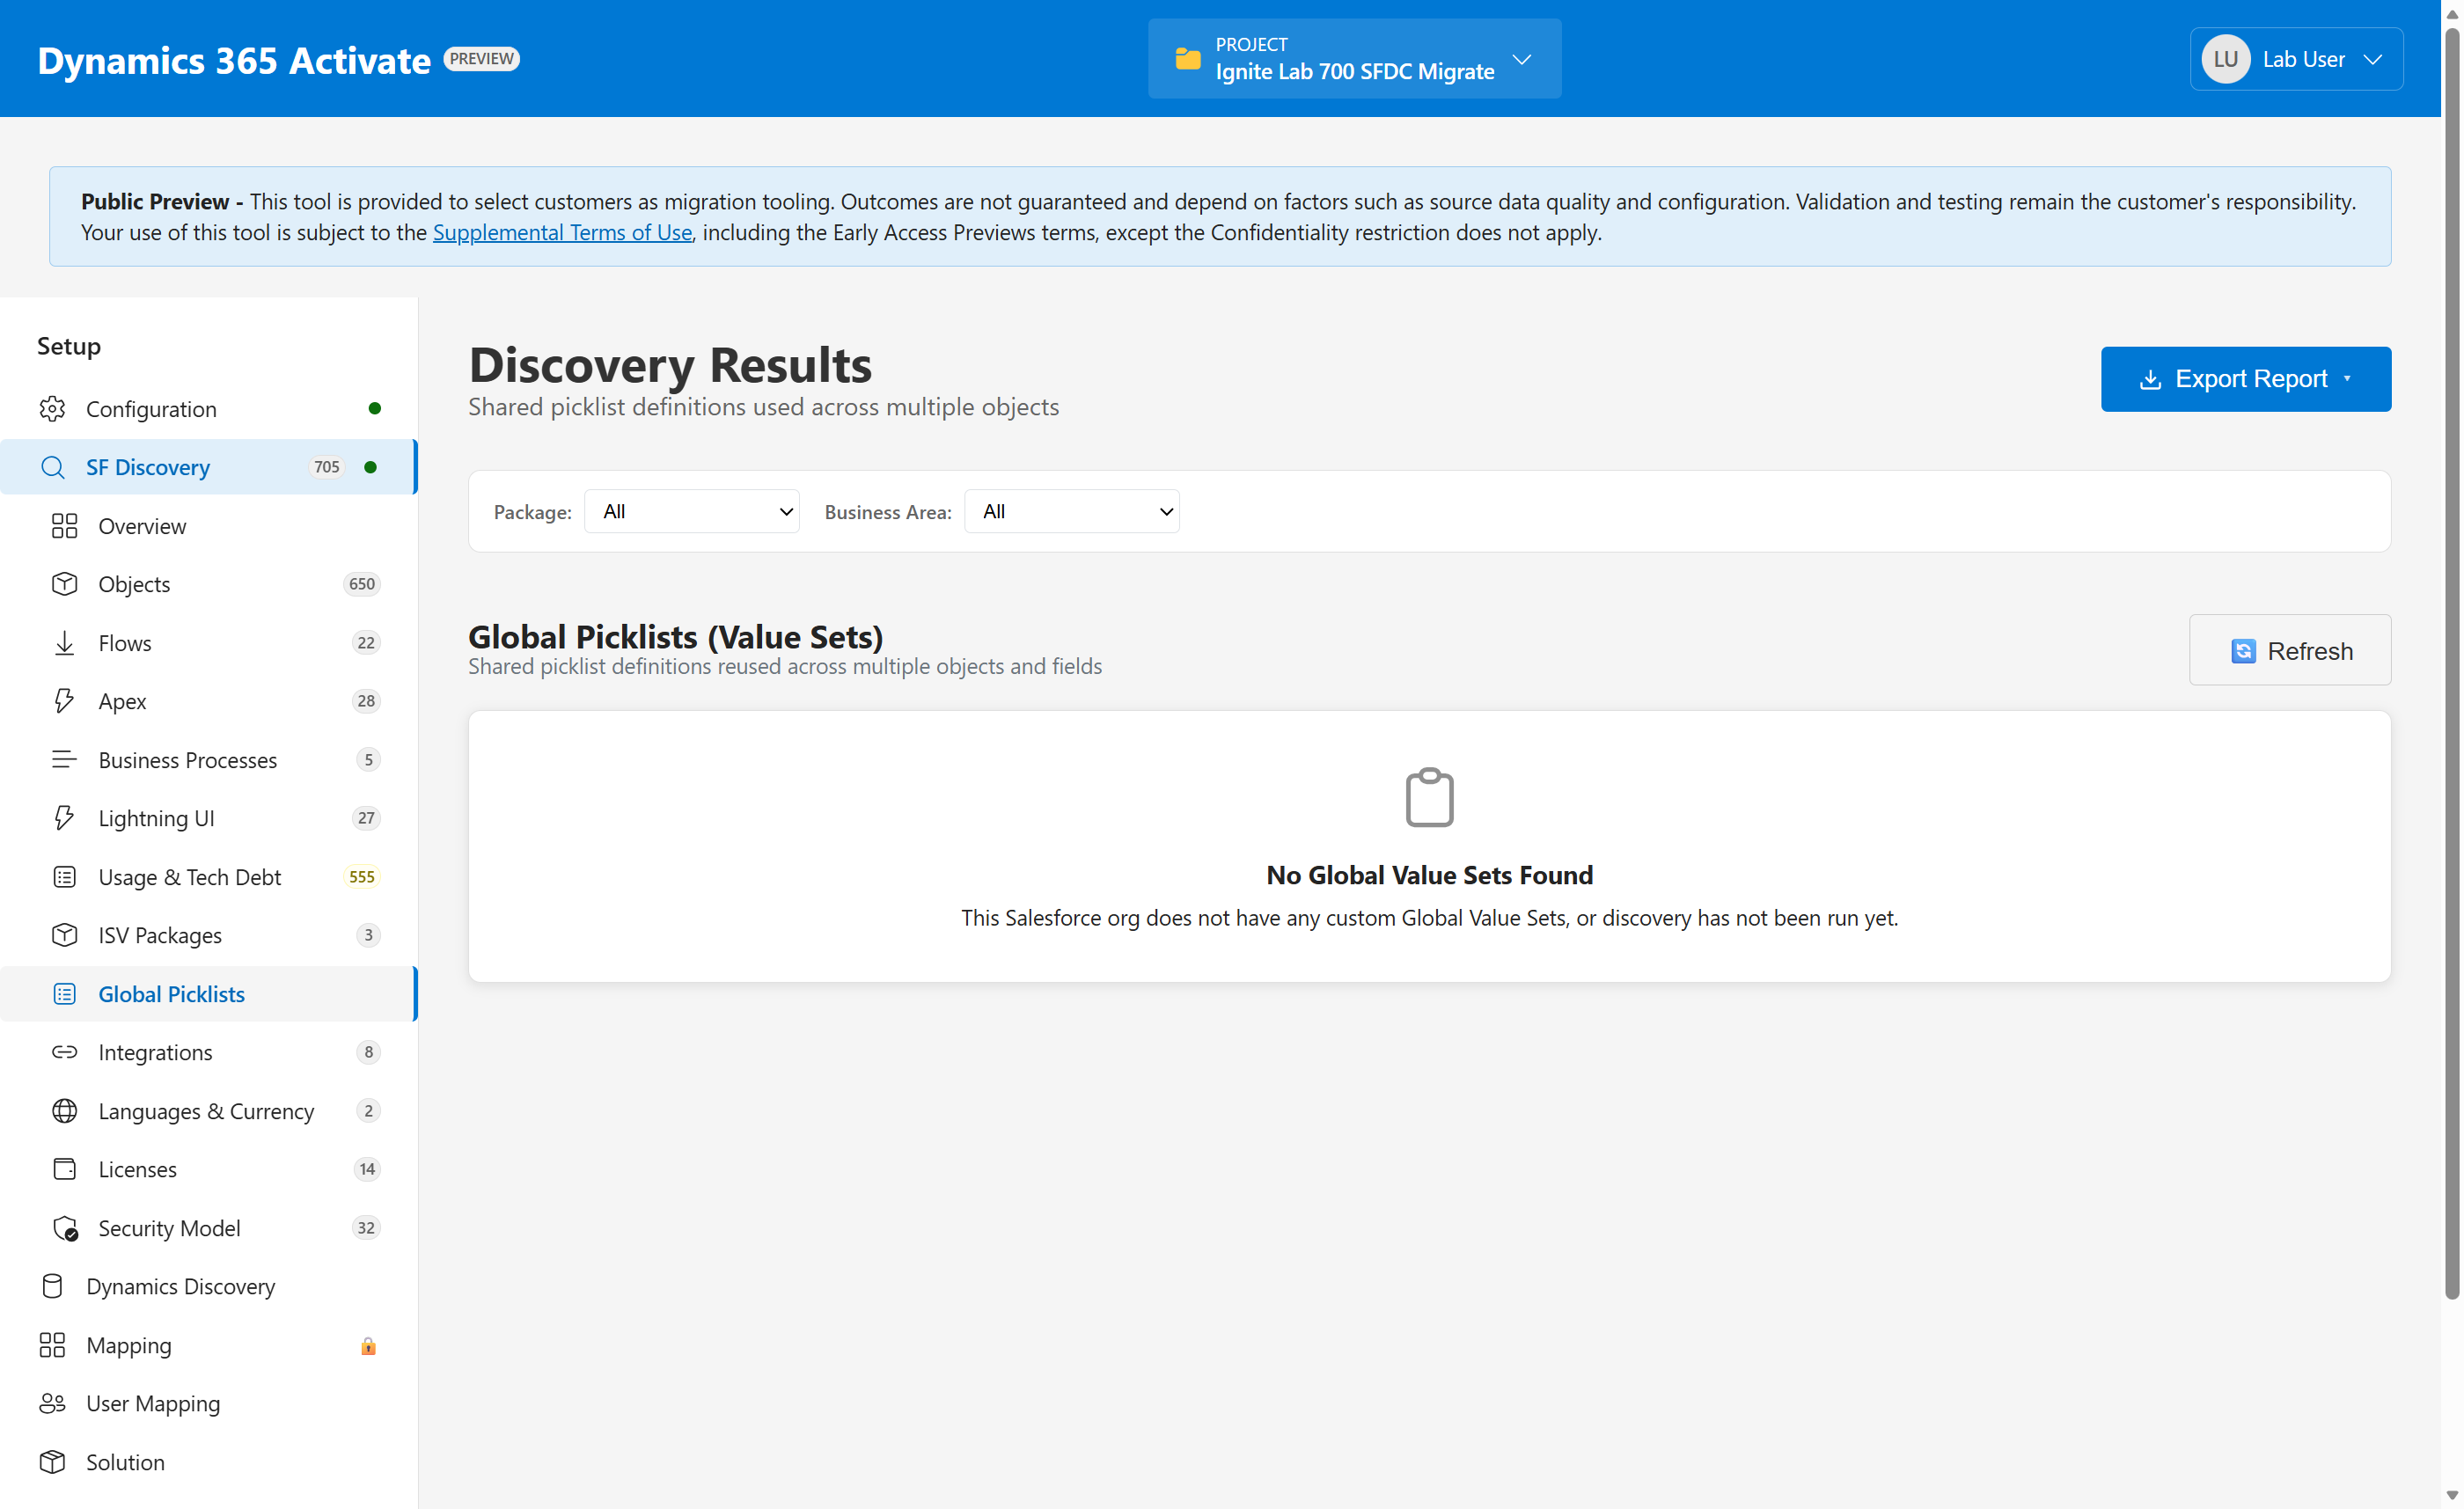 Dynamics 365 Activate PREVIEW
PROJECT
Ignite Lab 700 SFDC Migrate
LU Lab User
Public Preview - This tool is provided to select customers as migration tooling. Outcomes are not guaranteed and depend on factors such as source data quality and configuration. Validation and testing remain the customer's responsibility.
Your use of this tool is subject to the Supplemental Terms of Use, including the Early Access Previews terms, except the Confidentiality restriction does not apply.
Setup
Configuration
SF Discovery 705
Overview
Objects 650
Flows 22
Apex 28
Business Processes 5
Lightning UI 27
Usage & Tech Debt 555
ISV Packages 3
Global Picklists
Integrations 8
Languages & Currency 2
Licenses 14
Security Model 32
Dynamics Discovery
Mapping
User Mapping
Solution
Discovery Results
Shared picklist definitions used across multiple objects
Export Report
Package: All Business Area: All
Global Picklists (Value Sets)
Shared picklist definitions reused across multiple objects and fields
Refresh
No Global Value Sets Found
This Salesforce org does not have any custom Global Value Sets, or discovery has not been run yet.